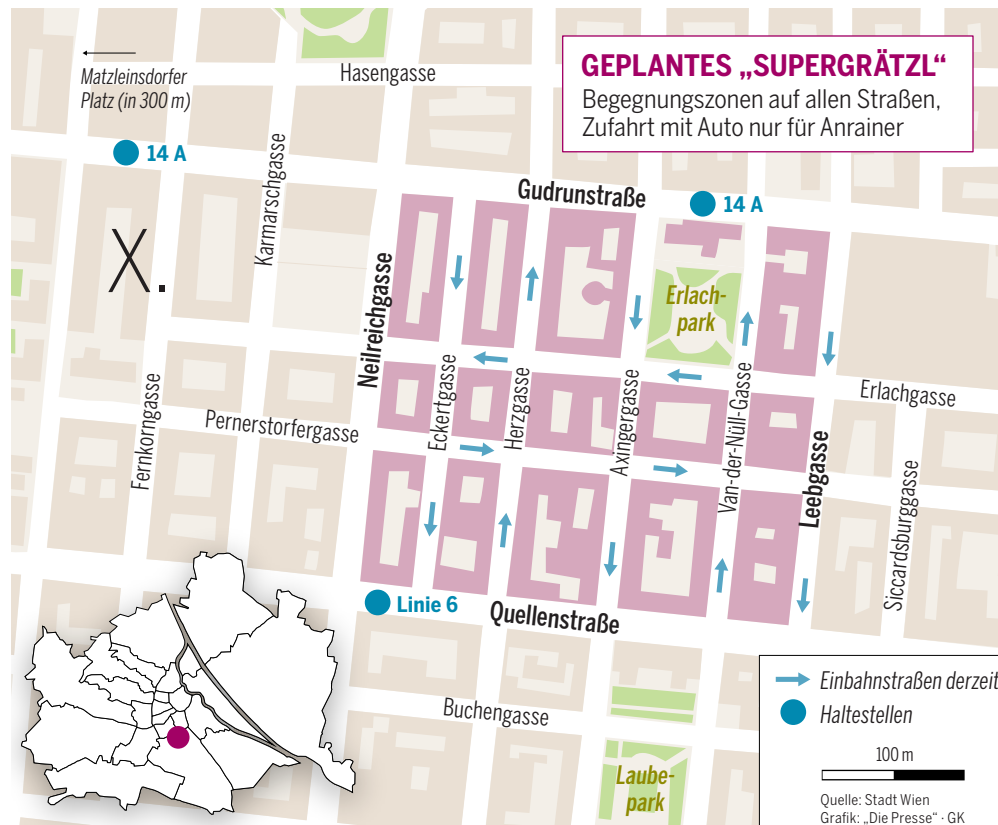 GEPLANTES „SUPERGRÄTZL“
Begegnungszonen auf allen Straßen,
Zufahrt mit Auto nur für Anrainer
Matzleinsdorfer
Platz (in 300 m)
Hasengasse
14 A
Karmarschgasse
Gudrunstraße
14 A
X.
Neilreichgasse
Erlach-
park
Fernkorngasse
Pernerstorfergasse
Eckertgasse
Herzgasse
Axingergasse
Van-der-Nüll-Gasse
Leebgasse
Erlachgasse
Siccardsburggasse
Linie 6
Quellenstraße
Buchengasse
Laube-
park
Einbahnstraßen derzeit
Haltestellen
100 m
Quelle: Stadt Wien
Grafik: „Die Presse“ · GK